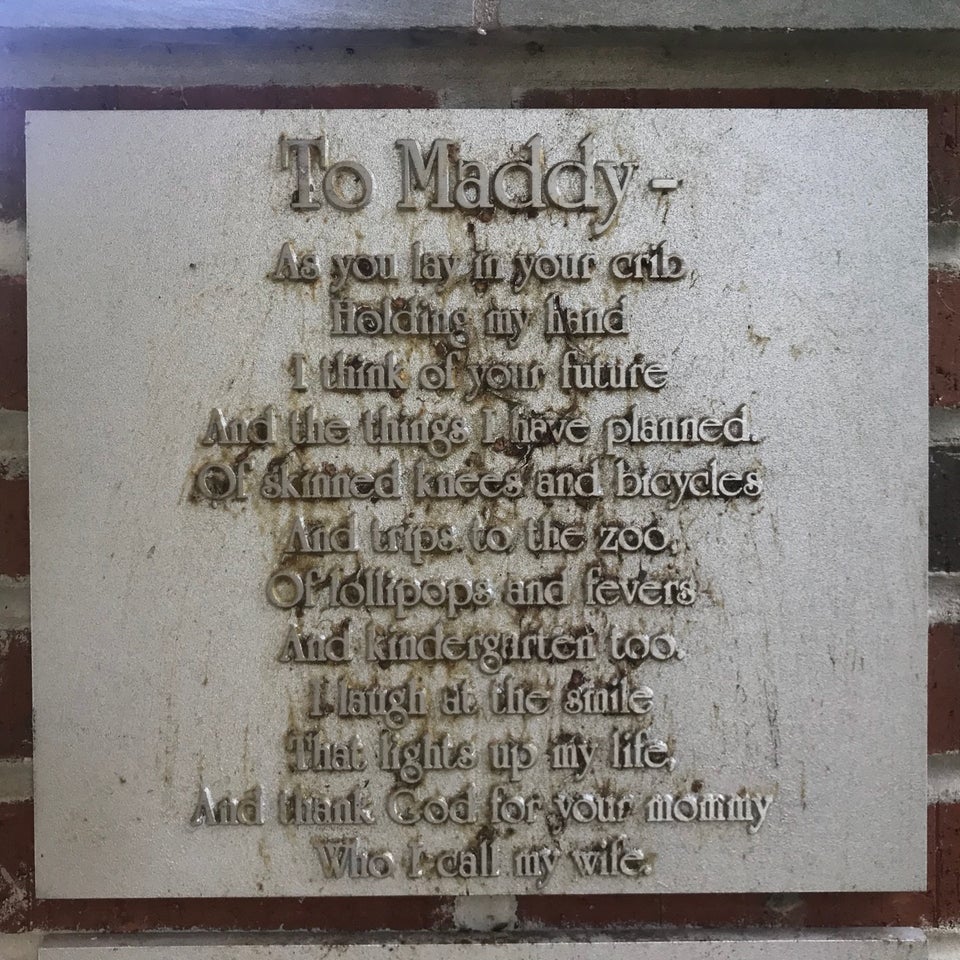 To Maddy -
As you lay in your crib
Holding my hand
I think of your future
And the things I have planned.
Of skinned knees and bicycles
And trips to the zoo,
Of lollipops and fevers
And kindergarten too.
I laugh at the smile
That lights up my life,
And thank God for your mommy
Who I call my wife.